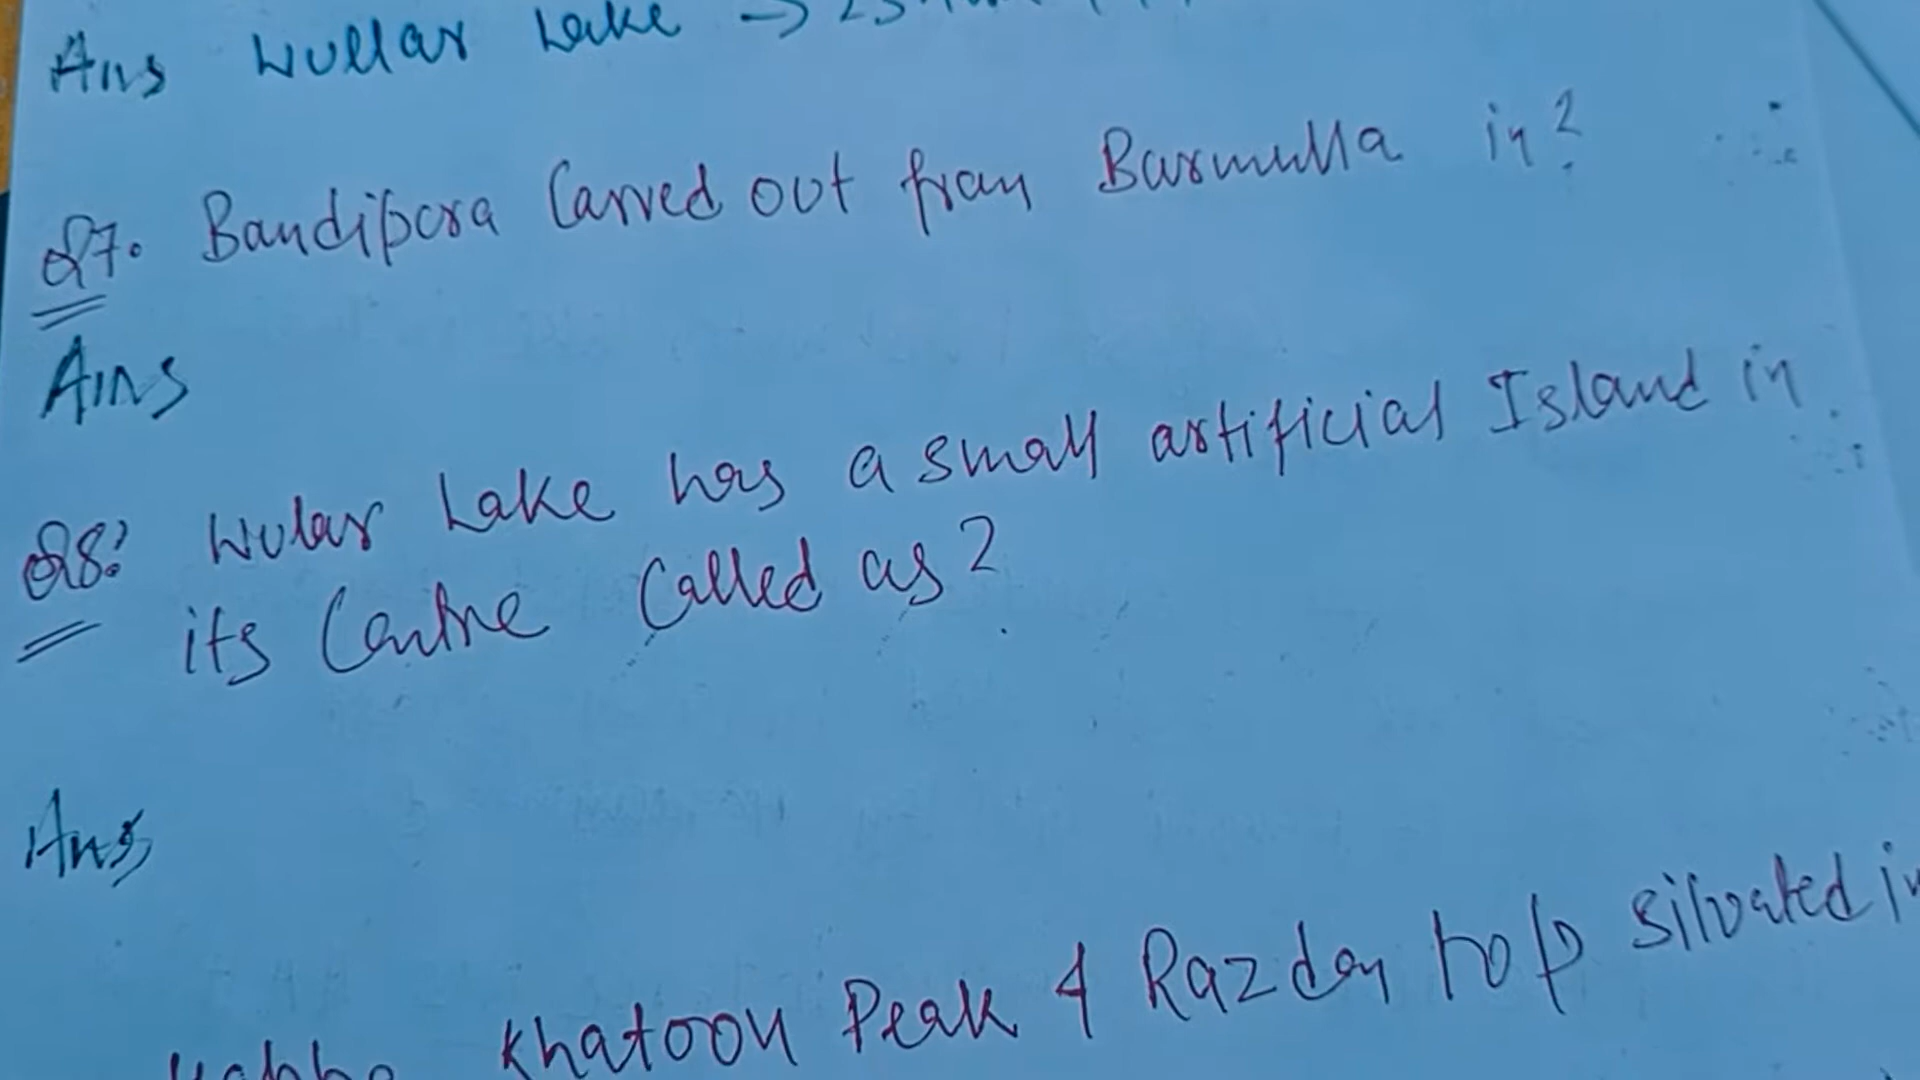 Ans Wullar Lake →
Q7. Bandipora Carved out from Barmulla in?
Ans
Q8: Wular Lake has a small artificial Island in
its Centre Called as?
Ans
Khatoon Peak & Razdan top situated in